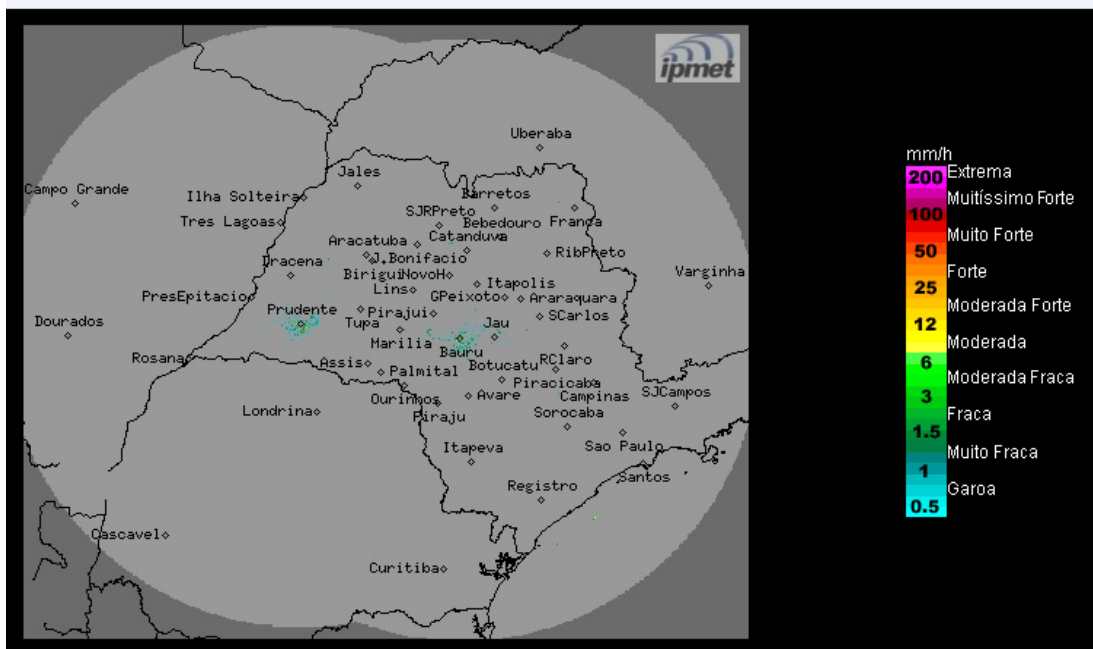 ipmet
Uberaba
Jales
Campo Grande
Ilha Solteira
Barretos
SJRPreto
Tres Lagoas
Bebedouro
Franca
Aracatuba
Catanduva
J.Bonifacio
RibPreto
Dracena
Varginha
Birigui
NovoH
Itapolis
Lins
PresEpitacio
GPeixoto
Araraquara
Prudente
Pirajui
SCarlos
Dourados
Tupa
Jau
Marilia
Bauru
Rosana
Assis
Botucatu
RClaro
Palmital
Piracicaba
SJCampos
Ourinhos
Avare
Campinas
Londrina
Piraju
Sorocaba
Itapeva
Sao Paulo
Santos
Registro
Cascavel
Curitiba
mm/h
200 Extrema
Muitíssimo Forte
100
Muito Forte
50
Forte
25
Moderada Forte
12
Moderada
6
Moderada Fraca
3
Fraca
1.5
Muito Fraca
1
Garoa
0.5